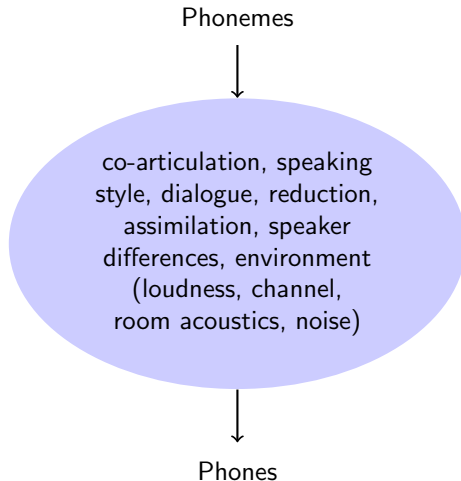 Phonemes
co-articulation, speaking
style, dialogue, reduction,
assimilation, speaker
differences, environment
(loudness, channel,
room acoustics, noise)
Phones